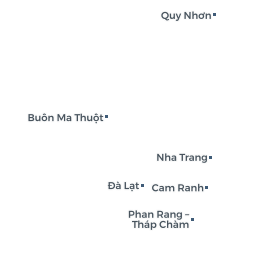 Quy Nhơn
Buôn Ma Thuột
Nha Trang
Đà Lạt
Cam Ranh
Phan Rang –
Tháp Chàm